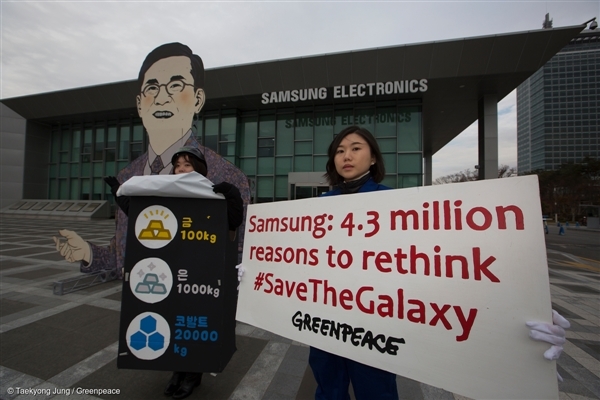 SAMSUNG ELECTRONICS
SAMSUNG ELECTRONICS
금
100kg
은
1000kg
코발트
20000
kg
Samsung: 4.3 million
reasons to rethink
#SaveTheGalaxy
GREENPEACE
© Taekyong Jung / Greenpeace